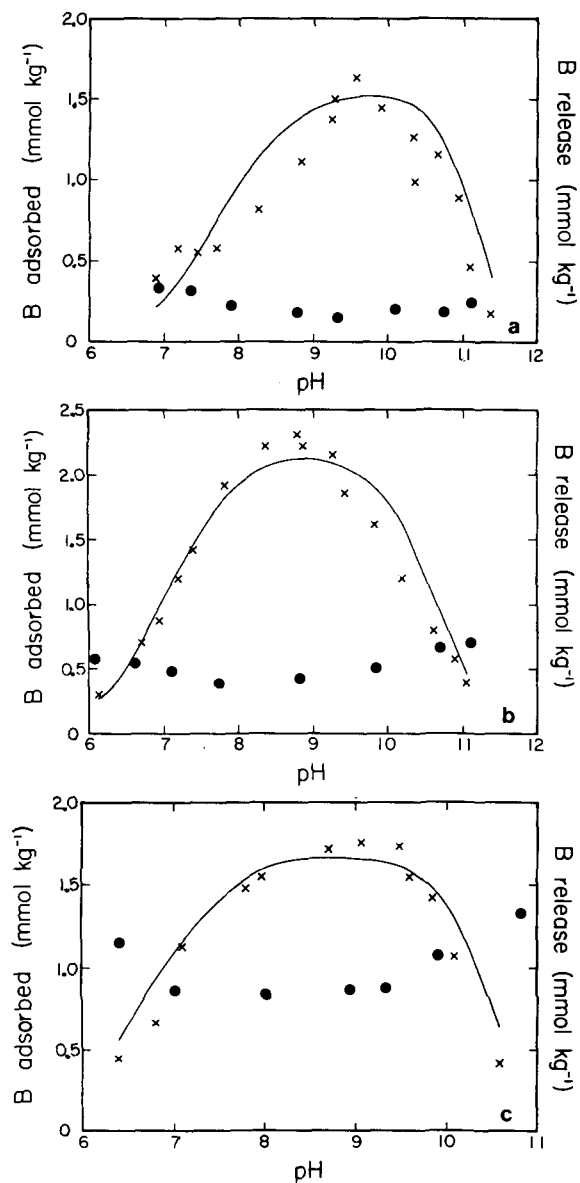 2.0
1.5
1.0
0.5
0
B adsorbed (mmol kg⁻¹)
B release (mmol kg⁻¹)
6 7 8 9 10 11 12
pH
a
2.5
2.0
1.5
1.0
0.5
0
B adsorbed (mmol kg⁻¹)
B release (mmol kg⁻¹)
6 7 8 9 10 11 12
pH
b
2.0
1.5
1.0
0.5
0
B adsorbed (mmol kg⁻¹)
B release (mmol kg⁻¹)
6 7 8 9 10 11
pH
c